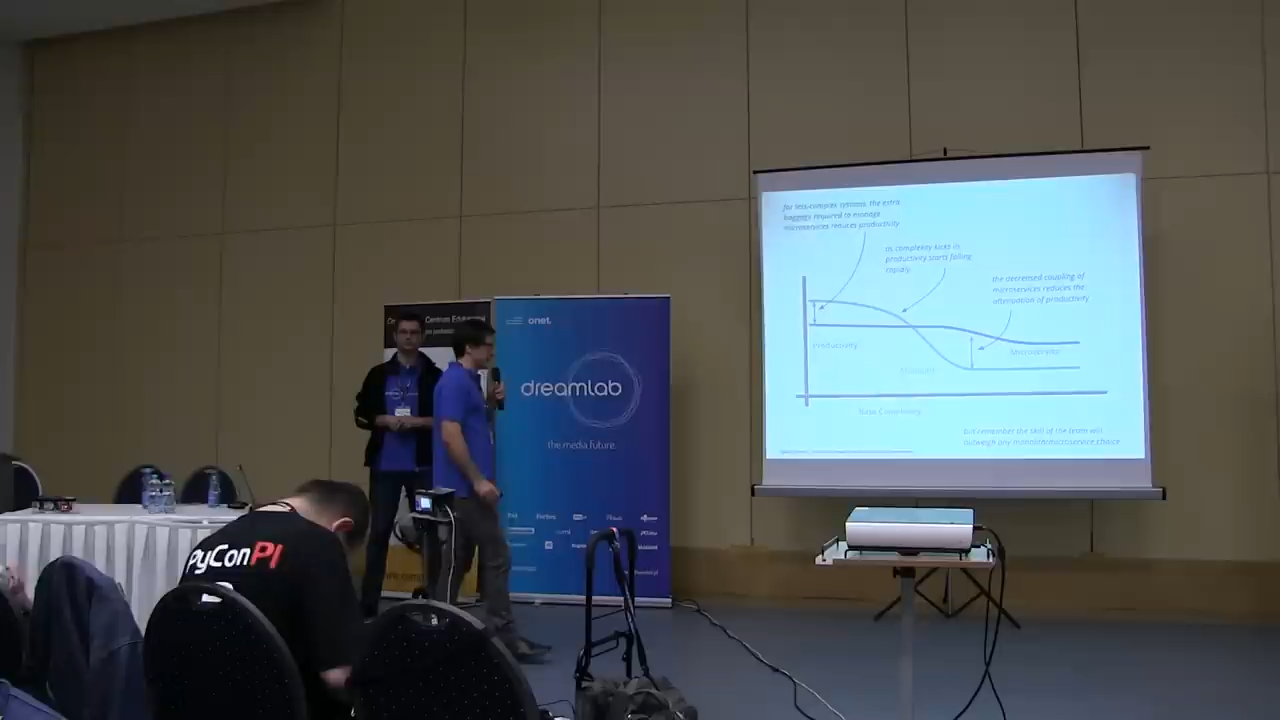 for less-complex systems, the extra
baggage required to manage
microservices reduces productivity
as complexity kicks in
productivity starts falling
rapidly
the decreased coupling of
microservices reduces the
attenuation of productivity
Productivity
Microservice
Monolith
Base Complexity
but remember the skill of the team will
outweigh any monolith/microservice choice
onet.
dreamlab
the media future.
Forbes
Centrum
PyConPl